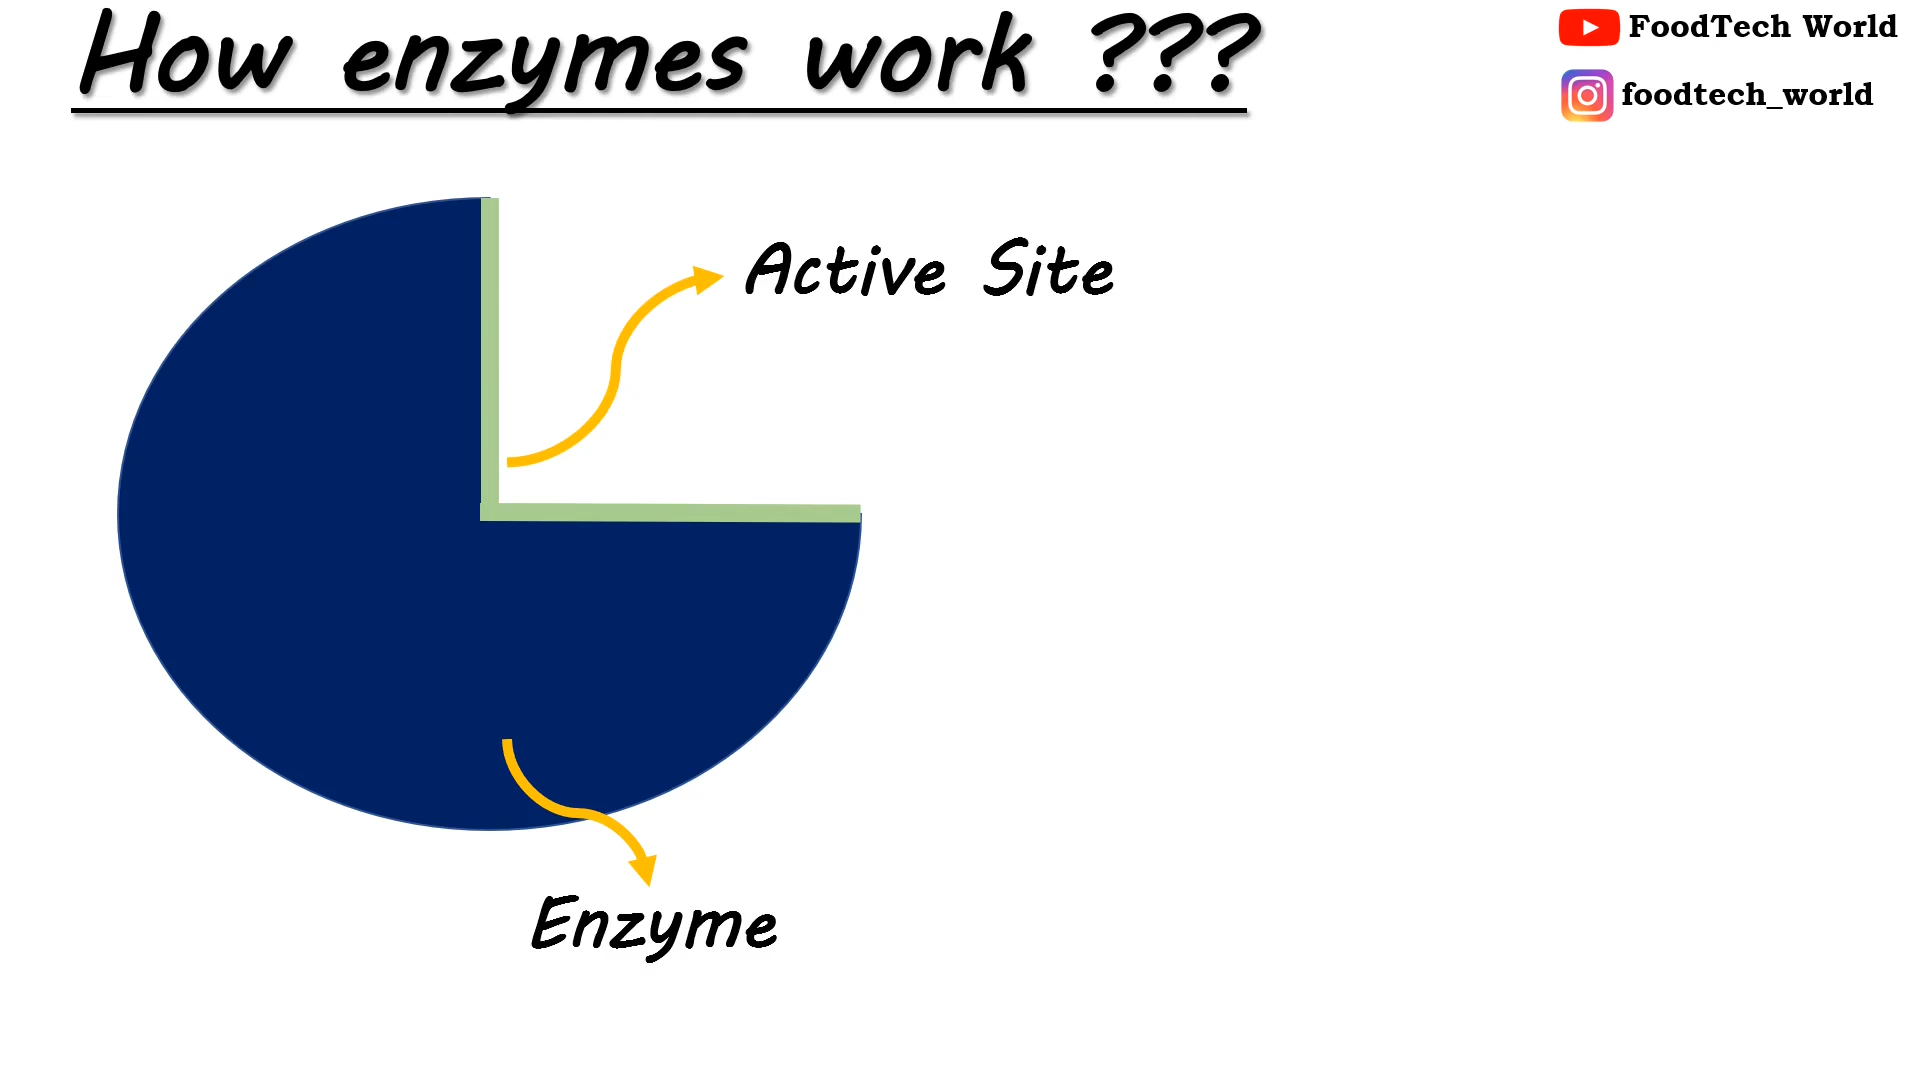 How enzymes work ???
FoodTech World
foodtech_world
Active Site
Enzyme